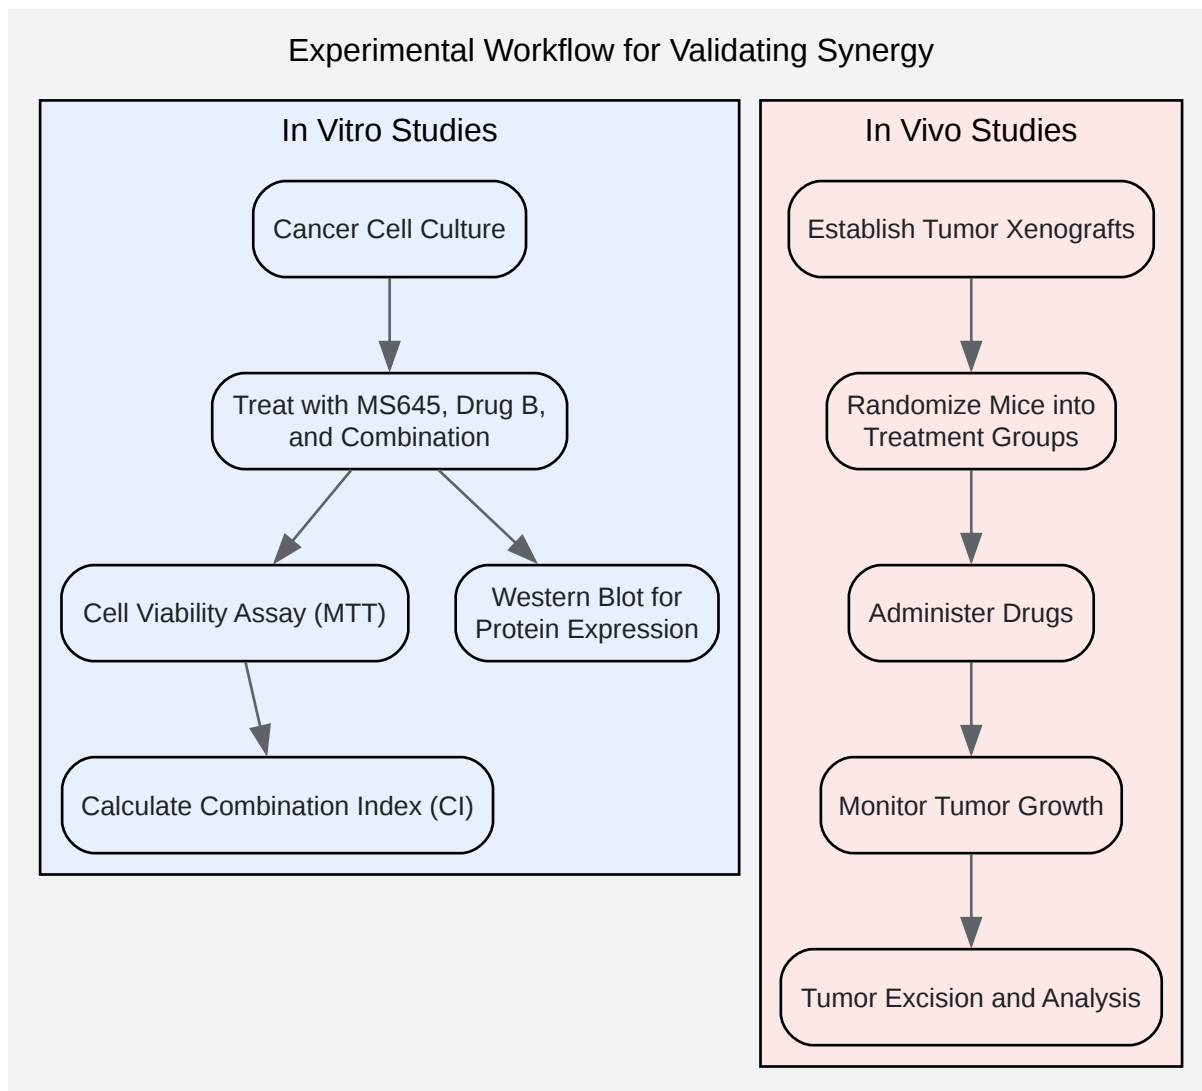 Experimental Workflow for Validating Synergy
In Vitro Studies
Cancer Cell Culture
Treat with MS645, Drug B,
and Combination
Cell Viability Assay (MTT)
Western Blot for
Protein Expression
Calculate Combination Index (CI)
In Vivo Studies
Establish Tumor Xenografts
Randomize Mice into
Treatment Groups
Administer Drugs
Monitor Tumor Growth
Tumor Excision and Analysis